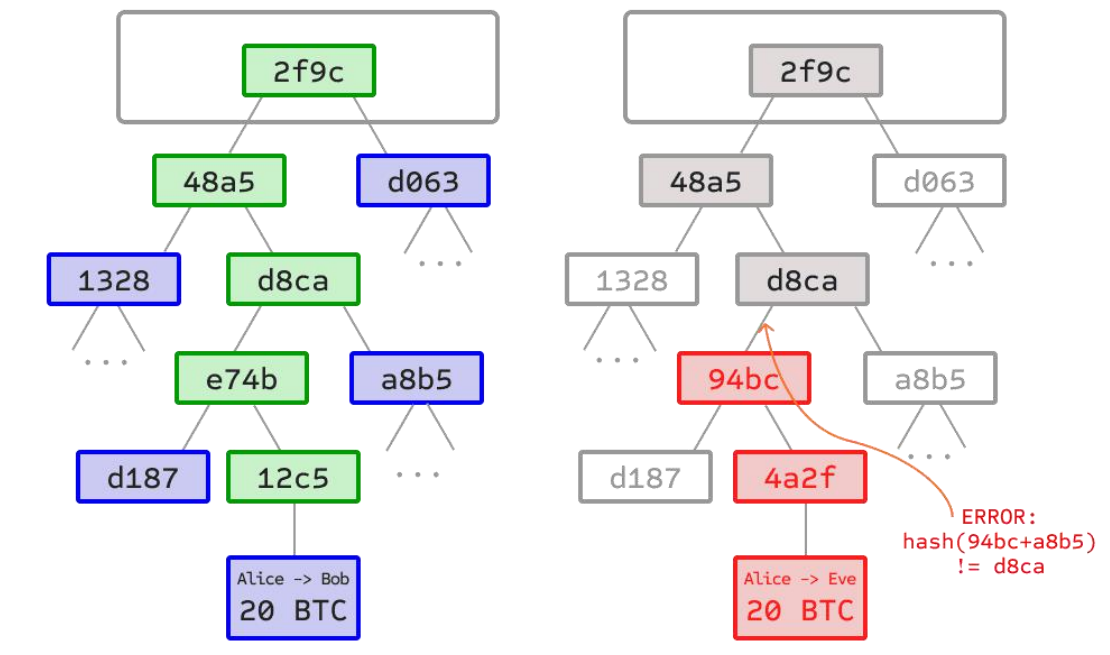 2f9c
48a5
d063
1328
d8ca
...
...
e74b
a8b5
d187
12c5
...
Alice -> Bob
20 BTC
2f9c
48a5
d063
1328
d8ca
...
...
94bc
a8b5
d187
4a2f
...
ERROR:
hash(94bc+a8b5)
!= d8ca
Alice -> Eve
20 BTC